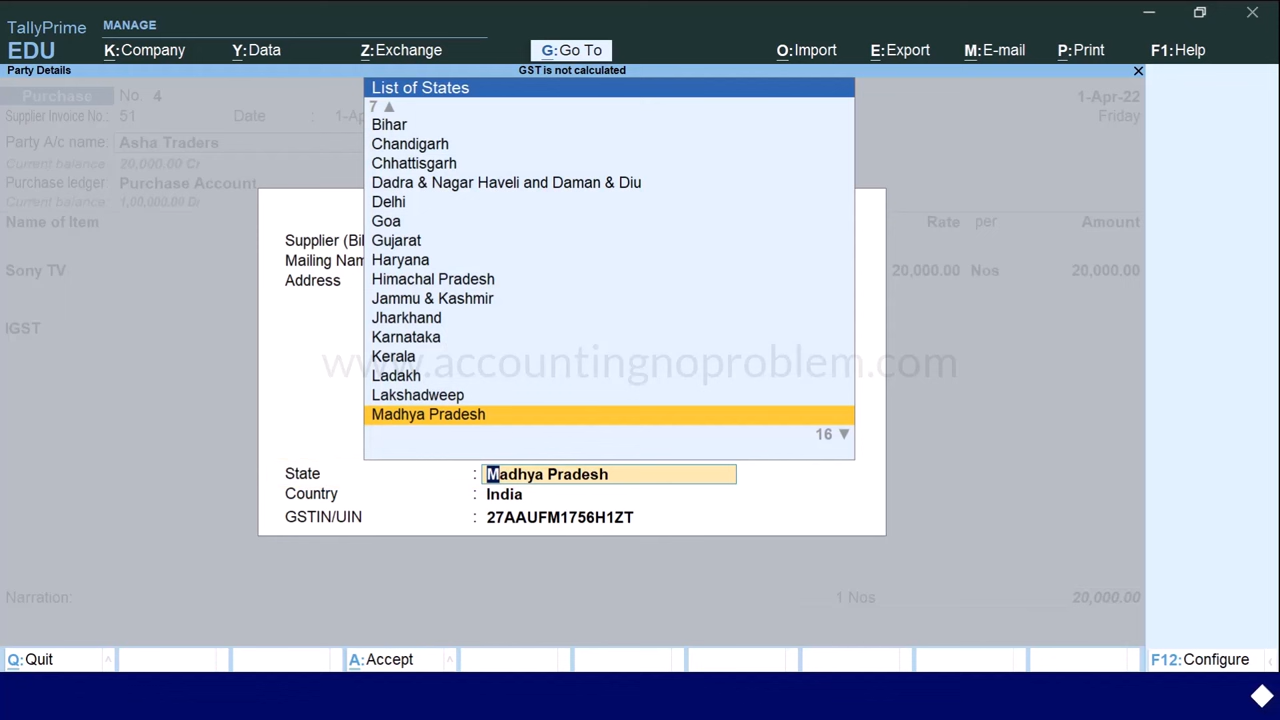 TallyPrime
EDU
MANAGE
K:Company
Y:Data
Z:Exchange
G:Go To
O:Import
E:Export
M:E-mail
P:Print
F1:Help
Party Details
GST is not calculated
Purchase No 4
1-Apr-22
Supplier Invoice No.: 51 Date : 1-Ap
Friday
Party A/c name: Asha Traders
Current balance: 20,000.00 Cr
Purchase ledger Purchase Account
Current balance: 1,00,000.00 Dr
Name of Item
Rate per Amount
Sony TV
20,000.00 Nos 20,000.00
IGST
List of States
7 ▲
Bihar
Chandigarh
Chhattisgarh
Dadra & Nagar Haveli and Daman & Diu
Delhi
Goa
Gujarat
Haryana
Himachal Pradesh
Jammu & Kashmir
Jharkhand
Karnataka
Kerala
Ladakh
Lakshadweep
Madhya Pradesh
16 ▼
www.accountingnoproblem.com
Supplier (Bil
Mailing Nam
Address
State : Madhya Pradesh
Country : India
GSTIN/UIN : 27AAUFM1756H1ZT
Narration:
1 Nos 20,000.00
Q:Quit
A:Accept
F12:Configure